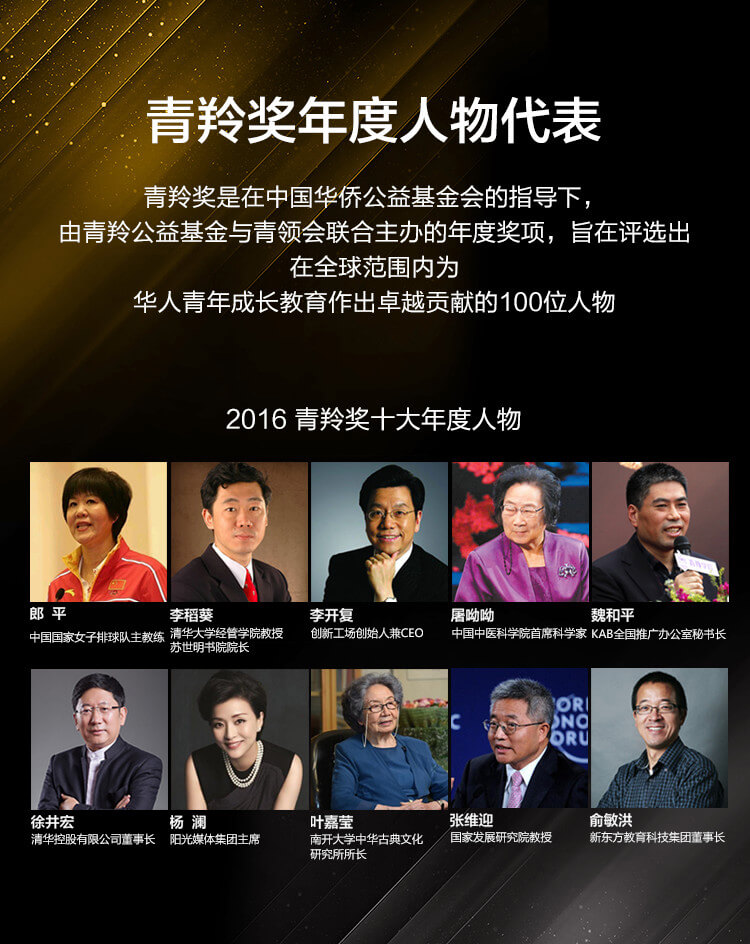 青羚奖年度人物代表
青羚奖是在中国华侨公益基金会的指导下，
由青羚公益基金与青领会联合主办的年度奖项，旨在评选出
在全球范围内为
华人青年成长教育作出卓越贡献的100位人物
2016 青羚奖十大年度人物
郎 平
中国国家女子排球队主教练
李稻葵
清华大学经管学院教授
苏世明书院院长
李开复
创新工场创始人兼CEO
屠呦呦
中国中医科学院首席科学家
魏和平
KAB全国推广办公室秘书长
ORL
ONO
ORU
徐井宏
清华控股有限公司董事长
杨 澜
阳光媒体集团主席
叶嘉莹
南开大学中华古典文化
研究所所长
张维迎
国家发展研究院教授
俞敏洪
新东方教育科技集团董事长